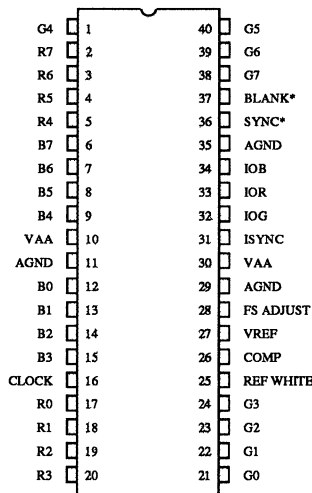 G4 1 40 G5
R7 2 39 G6
R6 3 38 G7
R5 4 37 BLANK*
R4 5 36 SYNC*
B7 6 35 AGND
B6 7 34 IOB
B5 8 33 IOR
B4 9 32 IOG
VAA 10 31 ISYNC
AGND 11 30 VAA
B0 12 29 AGND
B1 13 28 FS ADJUST
B2 14 27 VREF
B3 15 26 COMP
CLOCK 16 25 REF WHITE
R0 17 24 G3
R1 18 23 G2
R2 19 22 G1
R3 20 21 G0